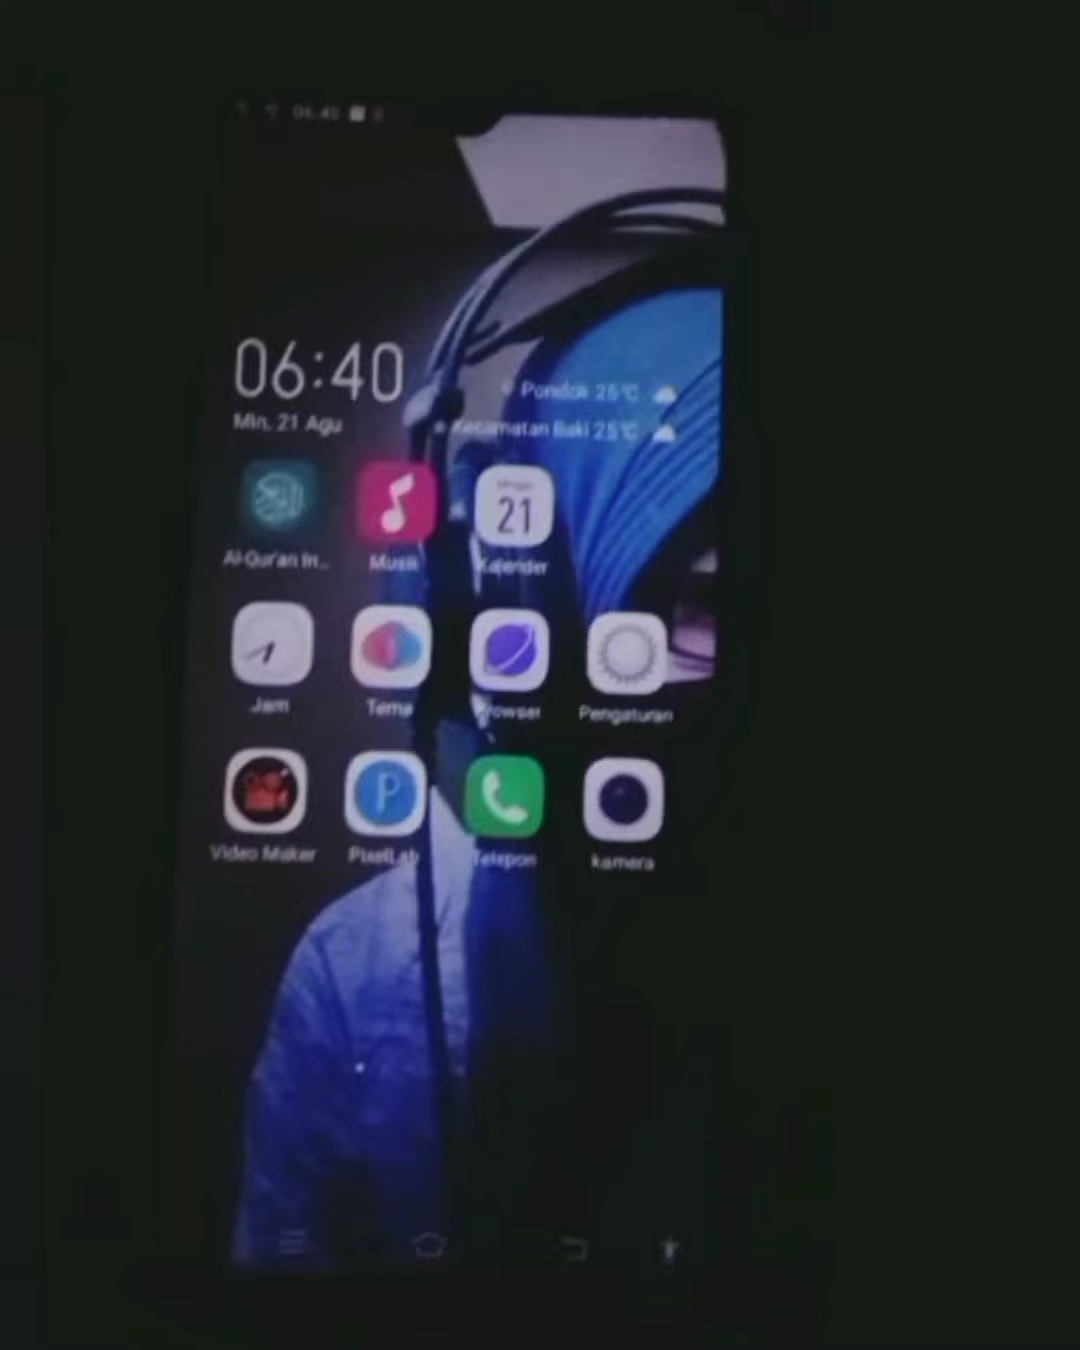 06:40
06:40
Min, 21 Agu
Pondok 25°C
Kecamatan Baki 25°C
21
Al-Qur'an In...
Musik
Kalender
Jam
Tema
Browser
Pengaturan
Video Maker
P
PixelLab
Telepon
kamera